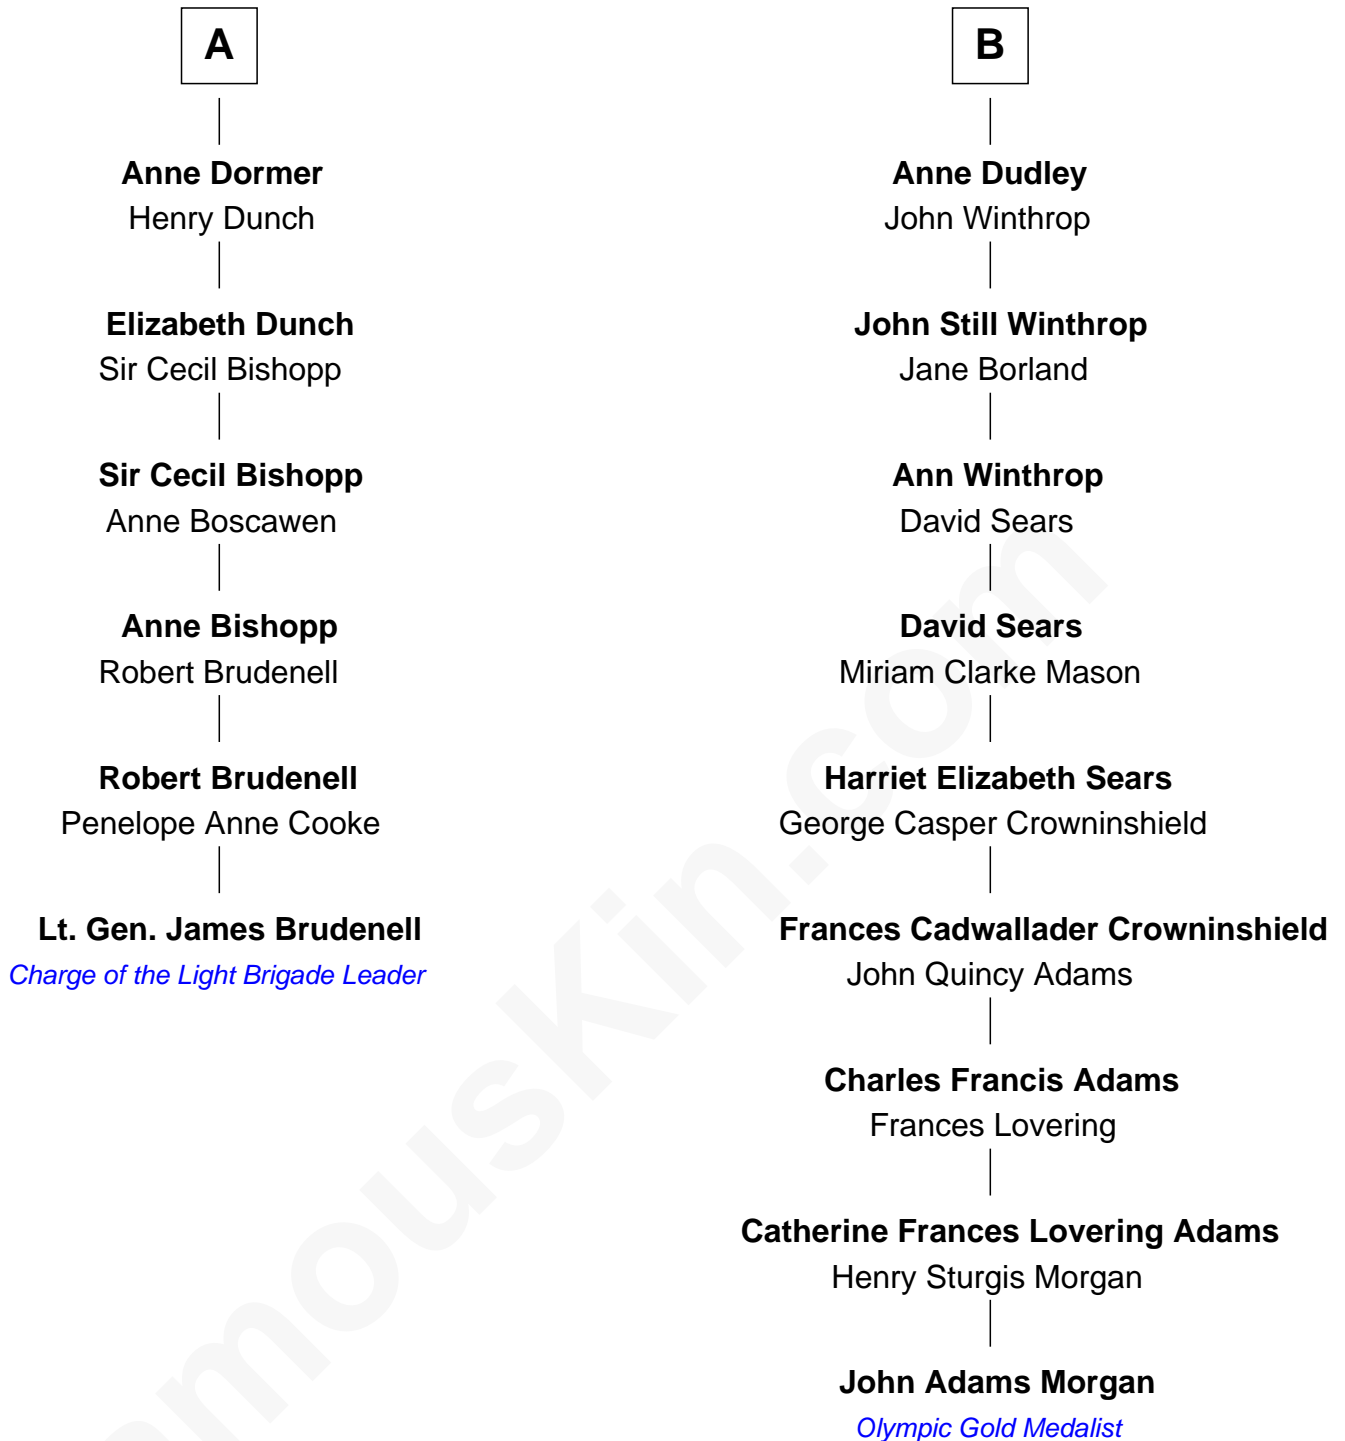 A
Anne Dormer
Henry Dunch
Elizabeth Dunch
Sir Cecil Bishopp
Sir Cecil Bishopp
Anne Boscawen
Anne Bishopp
Robert Brudenell
Robert Brudenell
Penelope Anne Cooke
Lt. Gen. James Brudenell
Charge of the Light Brigade Leader
B
Anne Dudley
John Winthrop
John Still Winthrop
Jane Borland
Ann Winthrop
David Sears
David Sears
Miriam Clarke Mason
Harriet Elizabeth Sears
George Casper Crowninshield
Frances Cadwallader Crowninshield
John Quincy Adams
Charles Francis Adams
Frances Lovering
Catherine Frances Lovering Adams
Henry Sturgis Morgan
John Adams Morgan
Olympic Gold Medalist
amouskin.com